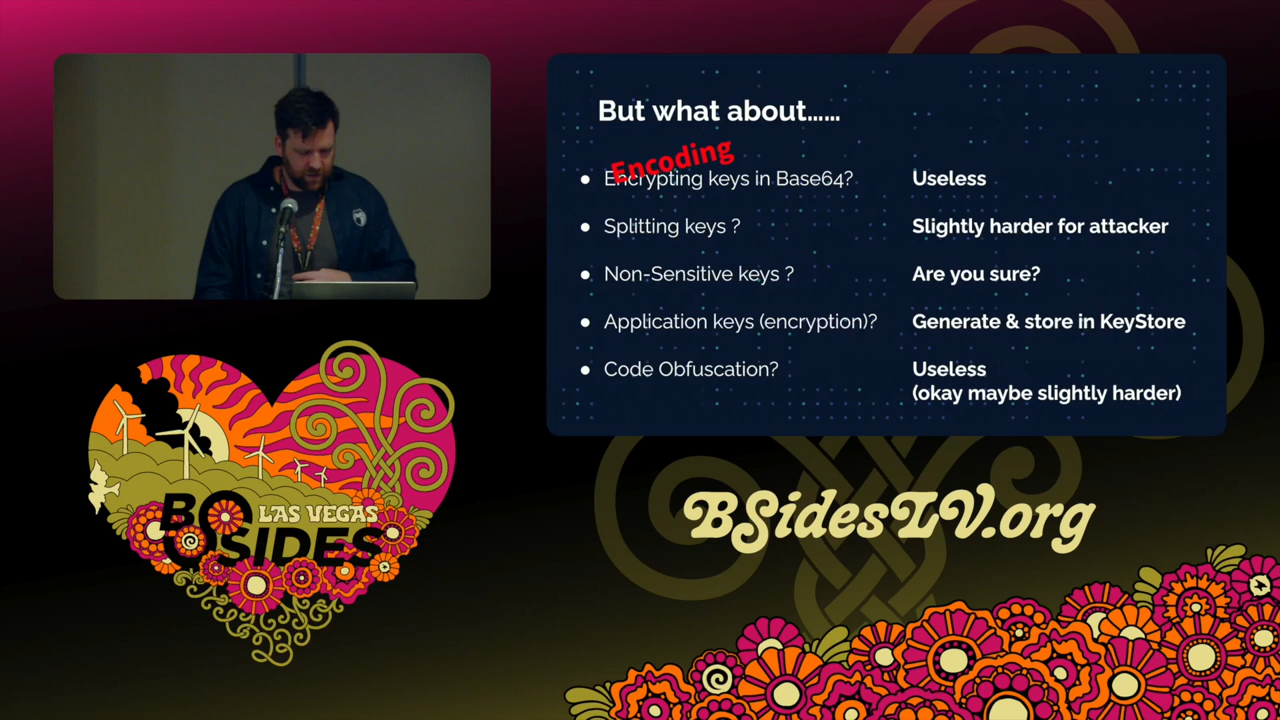 But what about......
Encoding
Encrypting keys in Base64? Useless
Splitting keys ? Slightly harder for attacker
Non-Sensitive keys ? Are you sure?
Application keys (encryption)? Generate & store in KeyStore
Code Obfuscation? Useless
(okay maybe slightly harder)
BSidesLV.org
LAS VEGAS
BSIDES